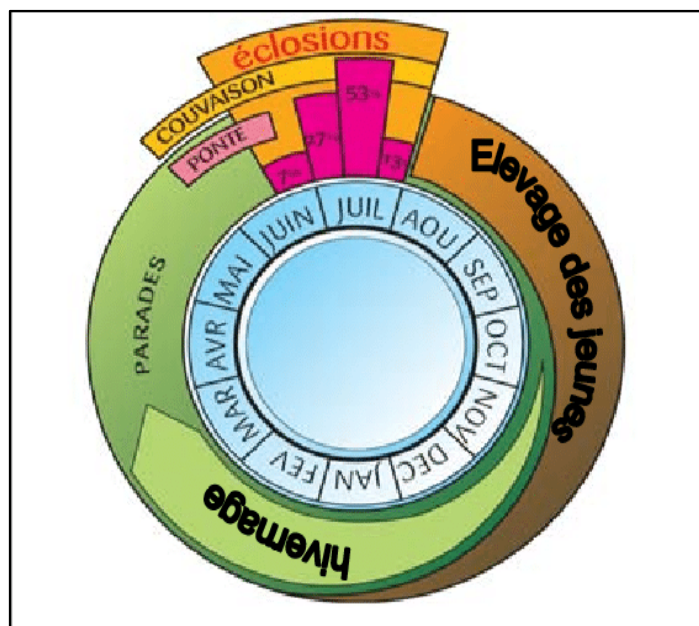 éclosions
COUVAISON
PONTE
7%
27%
53%
13%
Elevage des jeunes
PARADES
JUIN
JUIL
AOU
SEP
OCT
NOV
DEC
JAN
FEV
MAR
AVR
MAI
hivernage